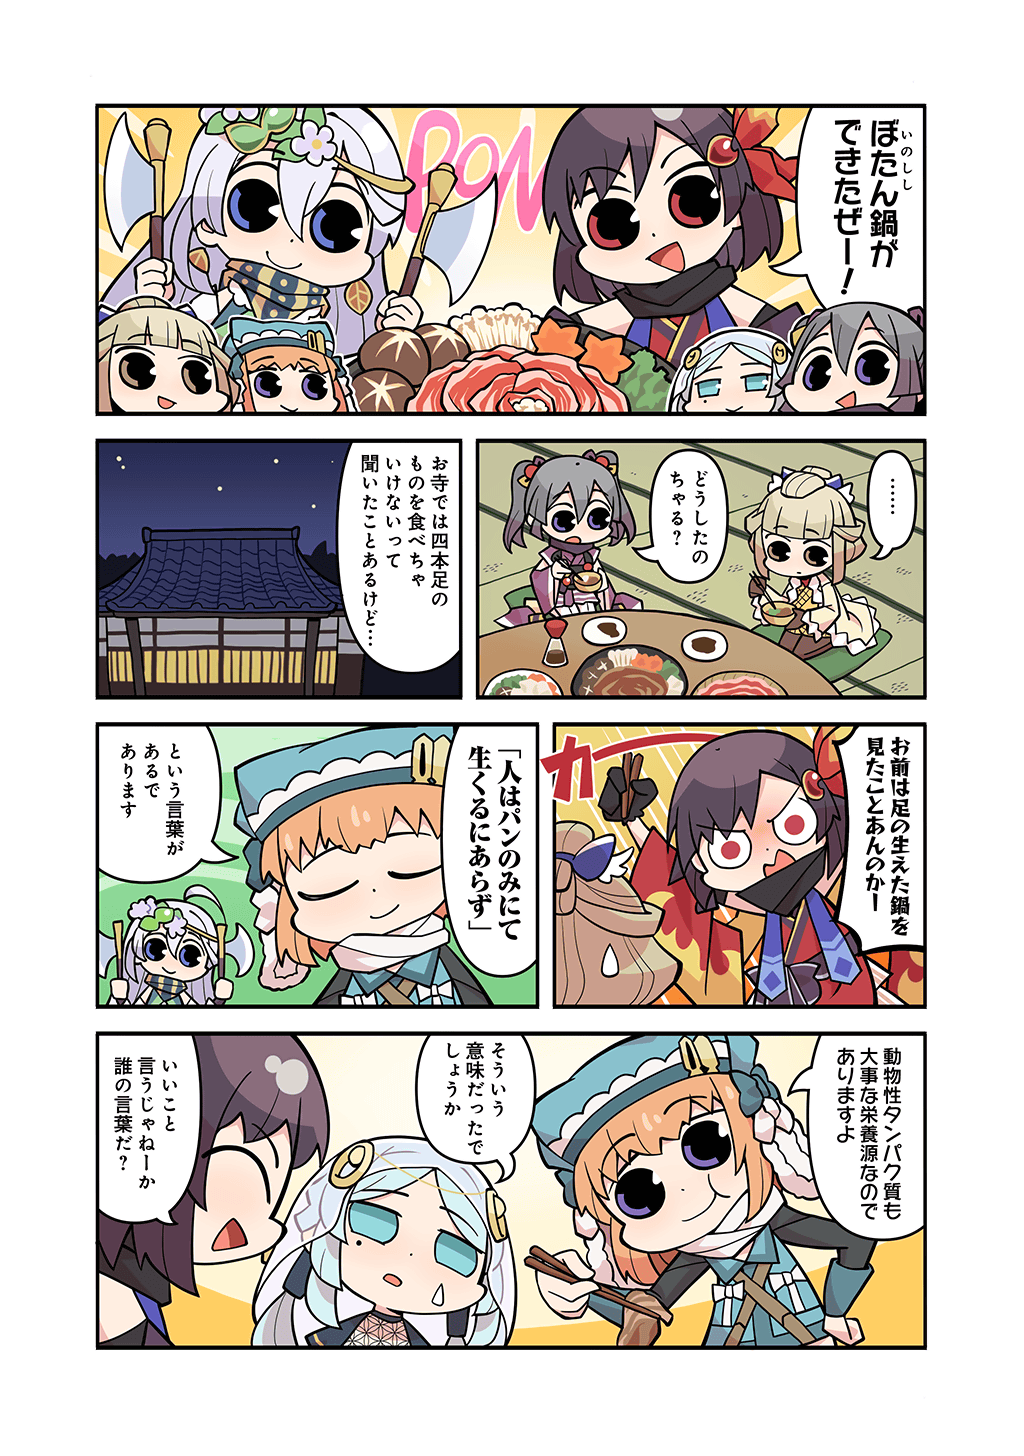 ぼたん鍋が
いのしし
できたぜー！
POM
……
どうしたの
ちゃる？
お寺では四本足の
ものを食べちゃ
いけないって
聞いたことあるけど…
お前は足の生えた鍋を
見たことあんのかー
カー
「人はパンのみにて
生くるにあらず」
という言葉が
あるで
あります
動物性タンパク質も
大事な栄養源なので
ありますよ
そういう
意味だったで
しょうか
いいこと
言うじゃねーか
誰の言葉だ？